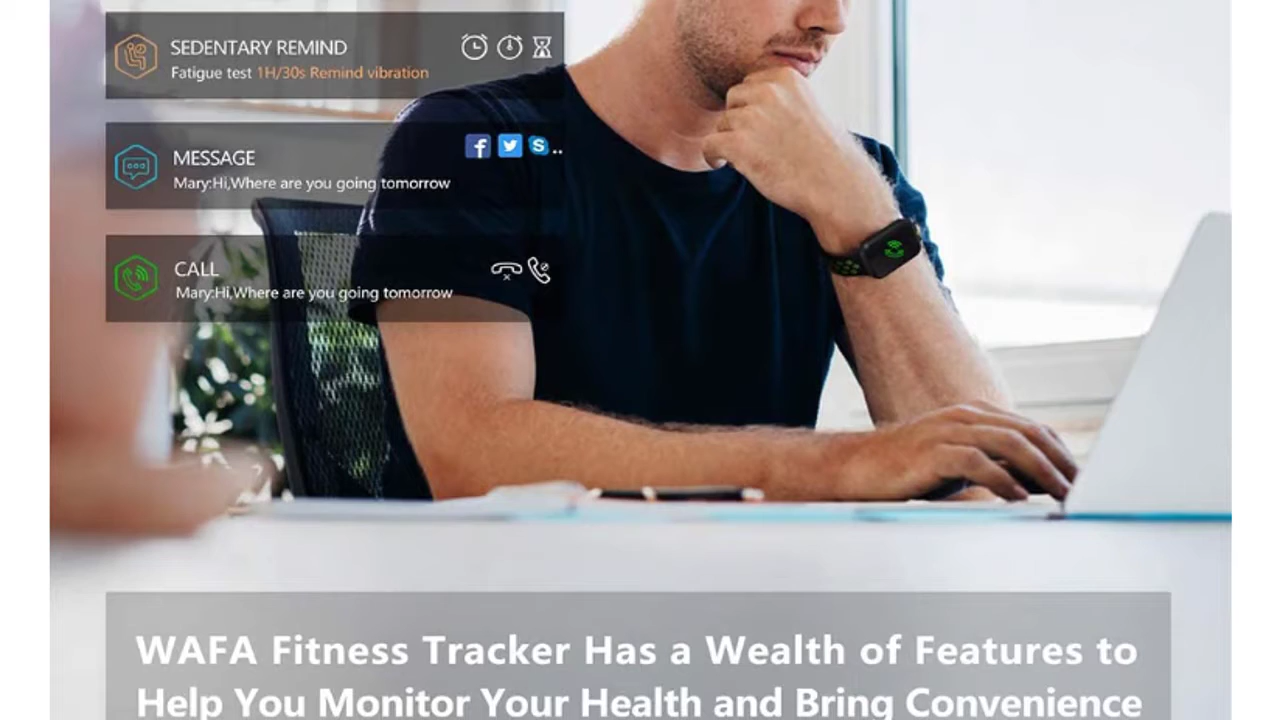 SEDENTARY REMIND
Fatigue test 1H/30s Remind vibration
MESSAGE
Mary:Hi,Where are you going tomorrow
CALL
Mary:Hi,Where are you going tomorrow
WAFA Fitness Tracker Has a Wealth of Features to
Help You Monitor Your Health and Bring Convenience